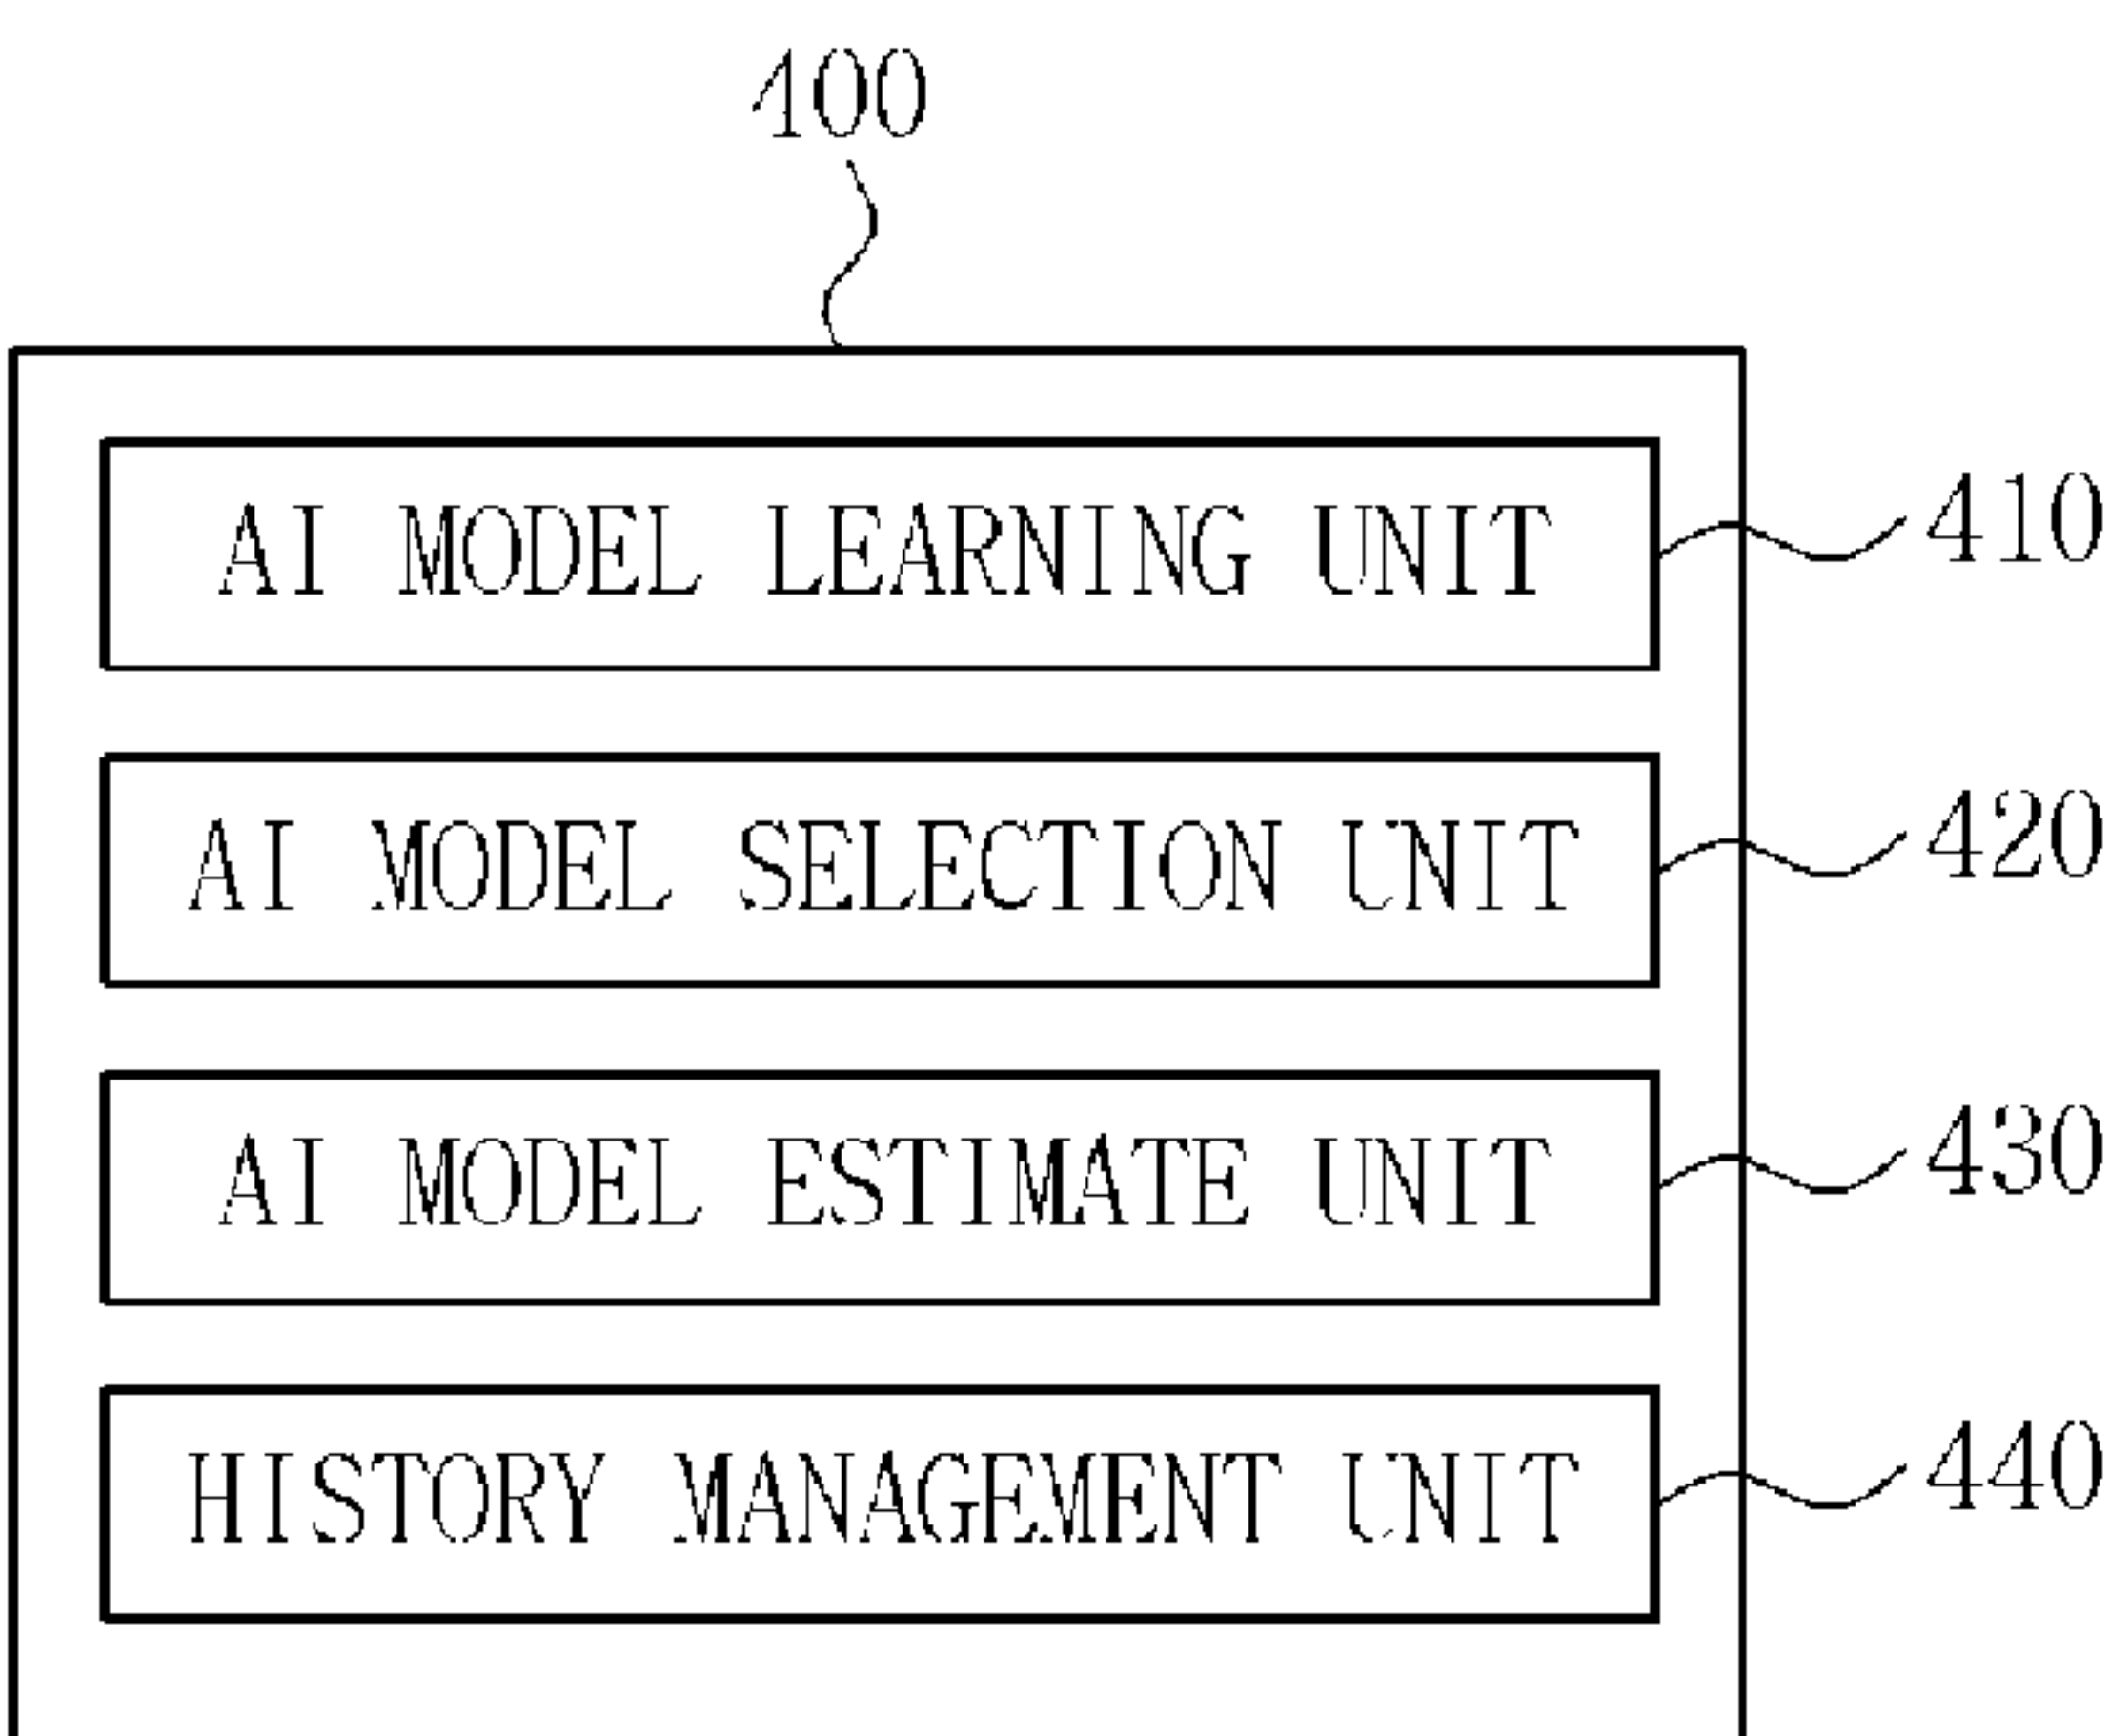 400
AI MODEL LEARNING UNIT 410
AI MODEL SELECTION UNIT 420
AI MODEL ESTIMATE UNIT 430
HISTORY MANAGEMENT UNIT 440